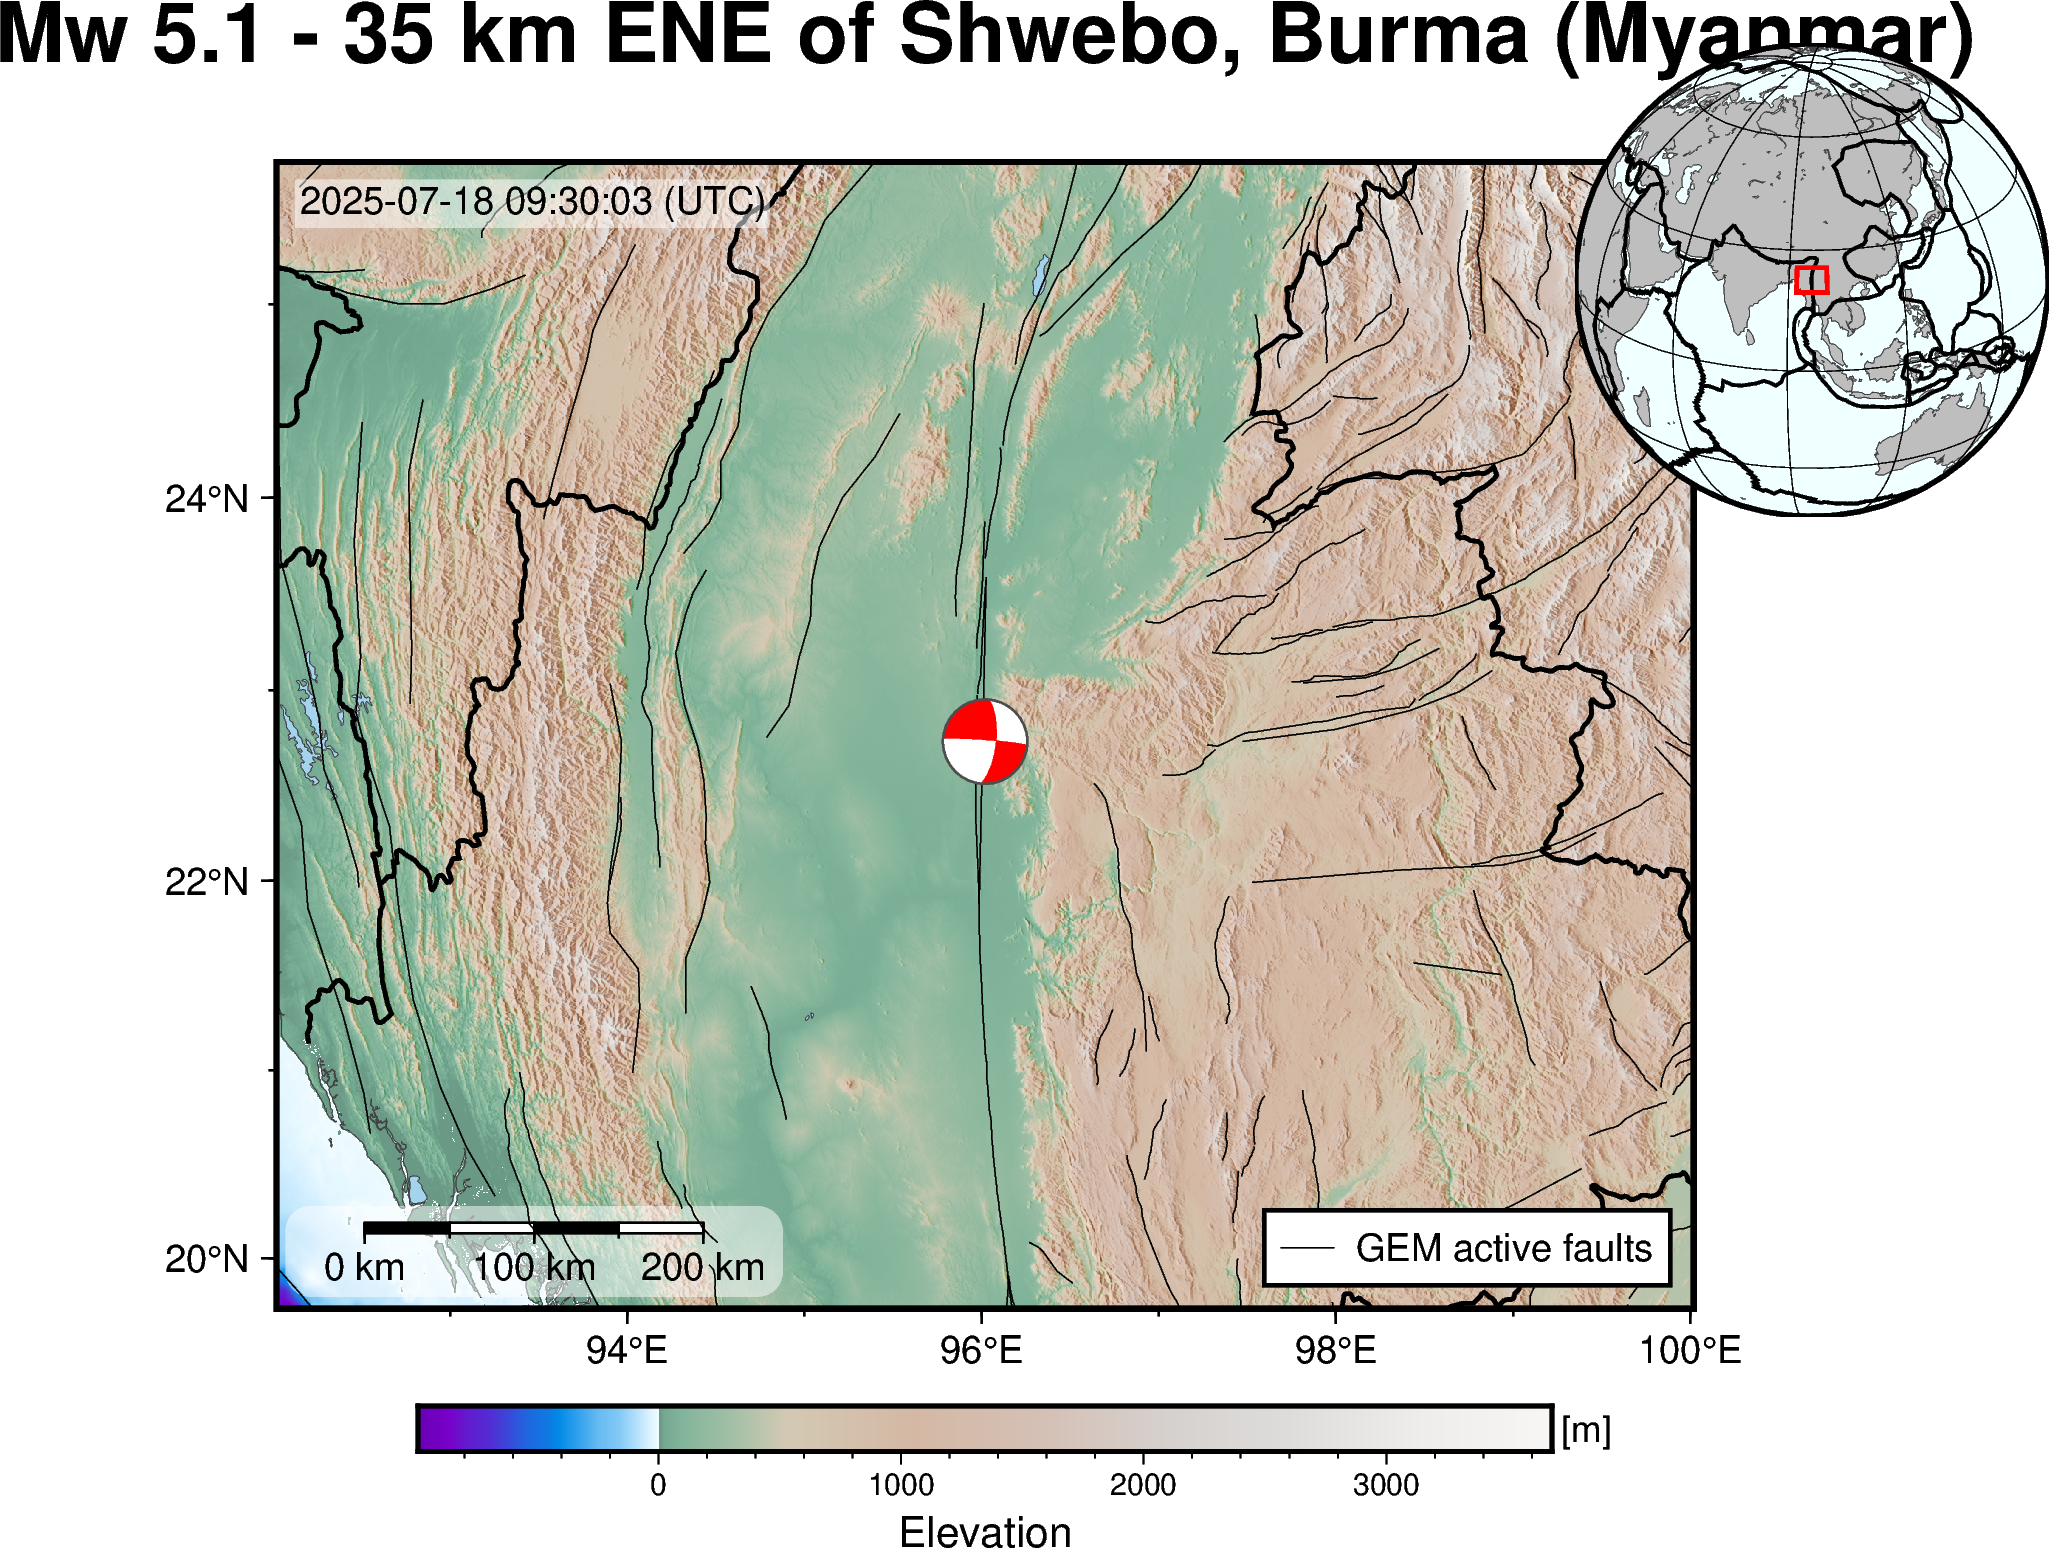 Mw 5.1 - 35 km ENE of Shwebo, Burma (Myanmar)
2025-07-18 09:30:03 (UTC)
24°N
22°N
20°N
0 km 100 km 200 km
GEM active faults
94°E 96°E 98°E 100°E
[m]
0 1000 2000 3000
Elevation